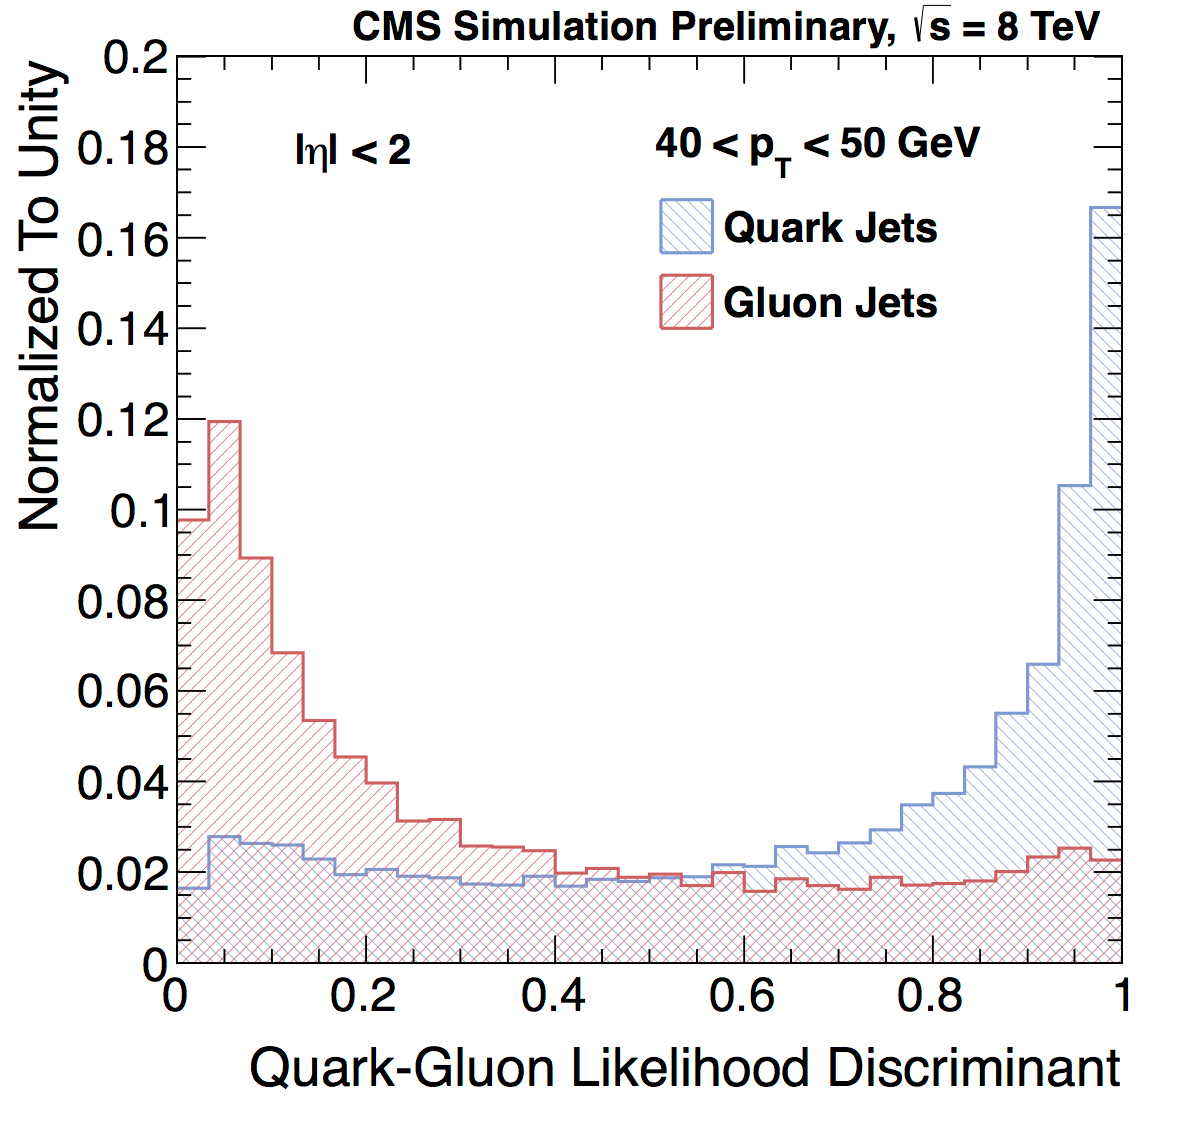 CMS Simulation Preliminary, √s = 8 TeV
Normalized To Unity
0.2
0.18
0.16
0.14
0.12
0.1
0.08
0.06
0.04
0.02
0
|η| < 2
40 < p_T < 50 GeV
Quark Jets
Gluon Jets
0 0.2 0.4 0.6 0.8 1
Quark-Gluon Likelihood Discriminant